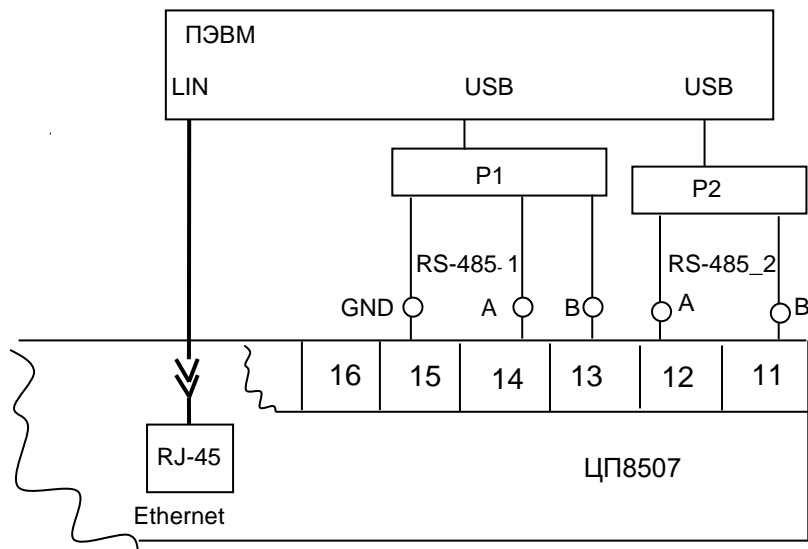 ПЭВМ
LIN USB USB
P1
P2
RS-485-1 RS-485_2
GND A B A B
16 15 14 13 12 11
RJ-45
ЦП8507
Ethernet